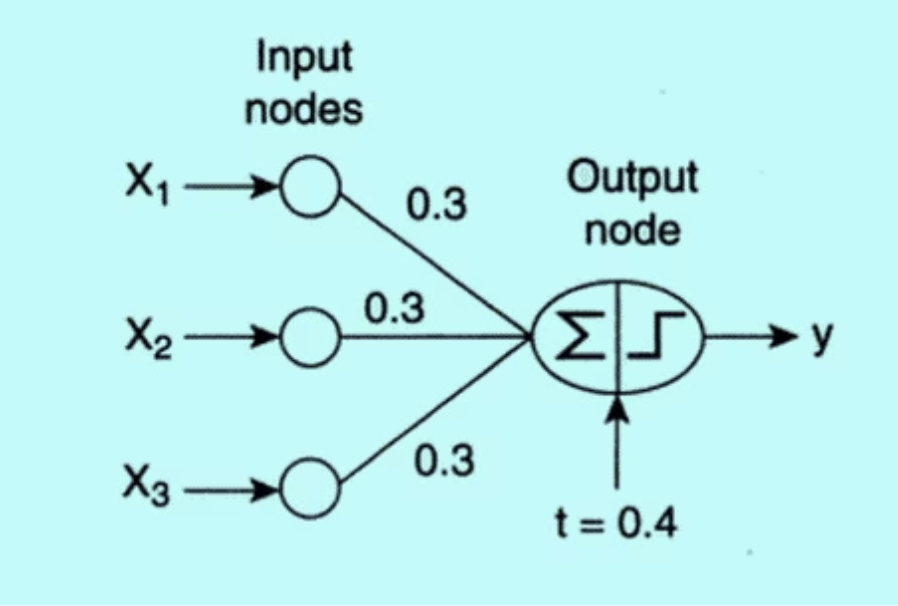 Input
nodes
X₁
0.3
Output
node
X₂
0.3
Σ
y
X₃
0.3
t = 0.4